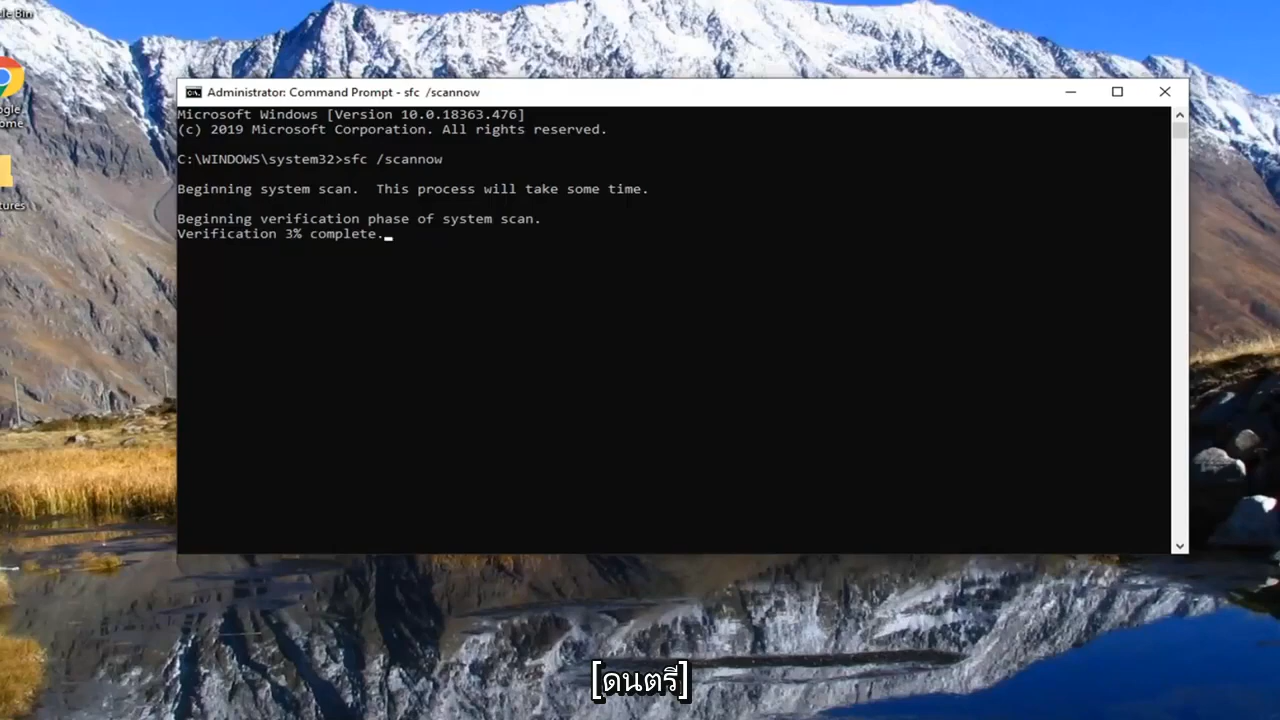 Administrator: Command Prompt - sfc /scannow
Microsoft Windows [Version 10.0.18363.476]
(c) 2019 Microsoft Corporation. All rights reserved.
C:\WINDOWS\system32>sfc /scannow
Beginning system scan.  This process will take some time.
Beginning verification phase of system scan.
Verification 3% complete.
[ดนตรี]